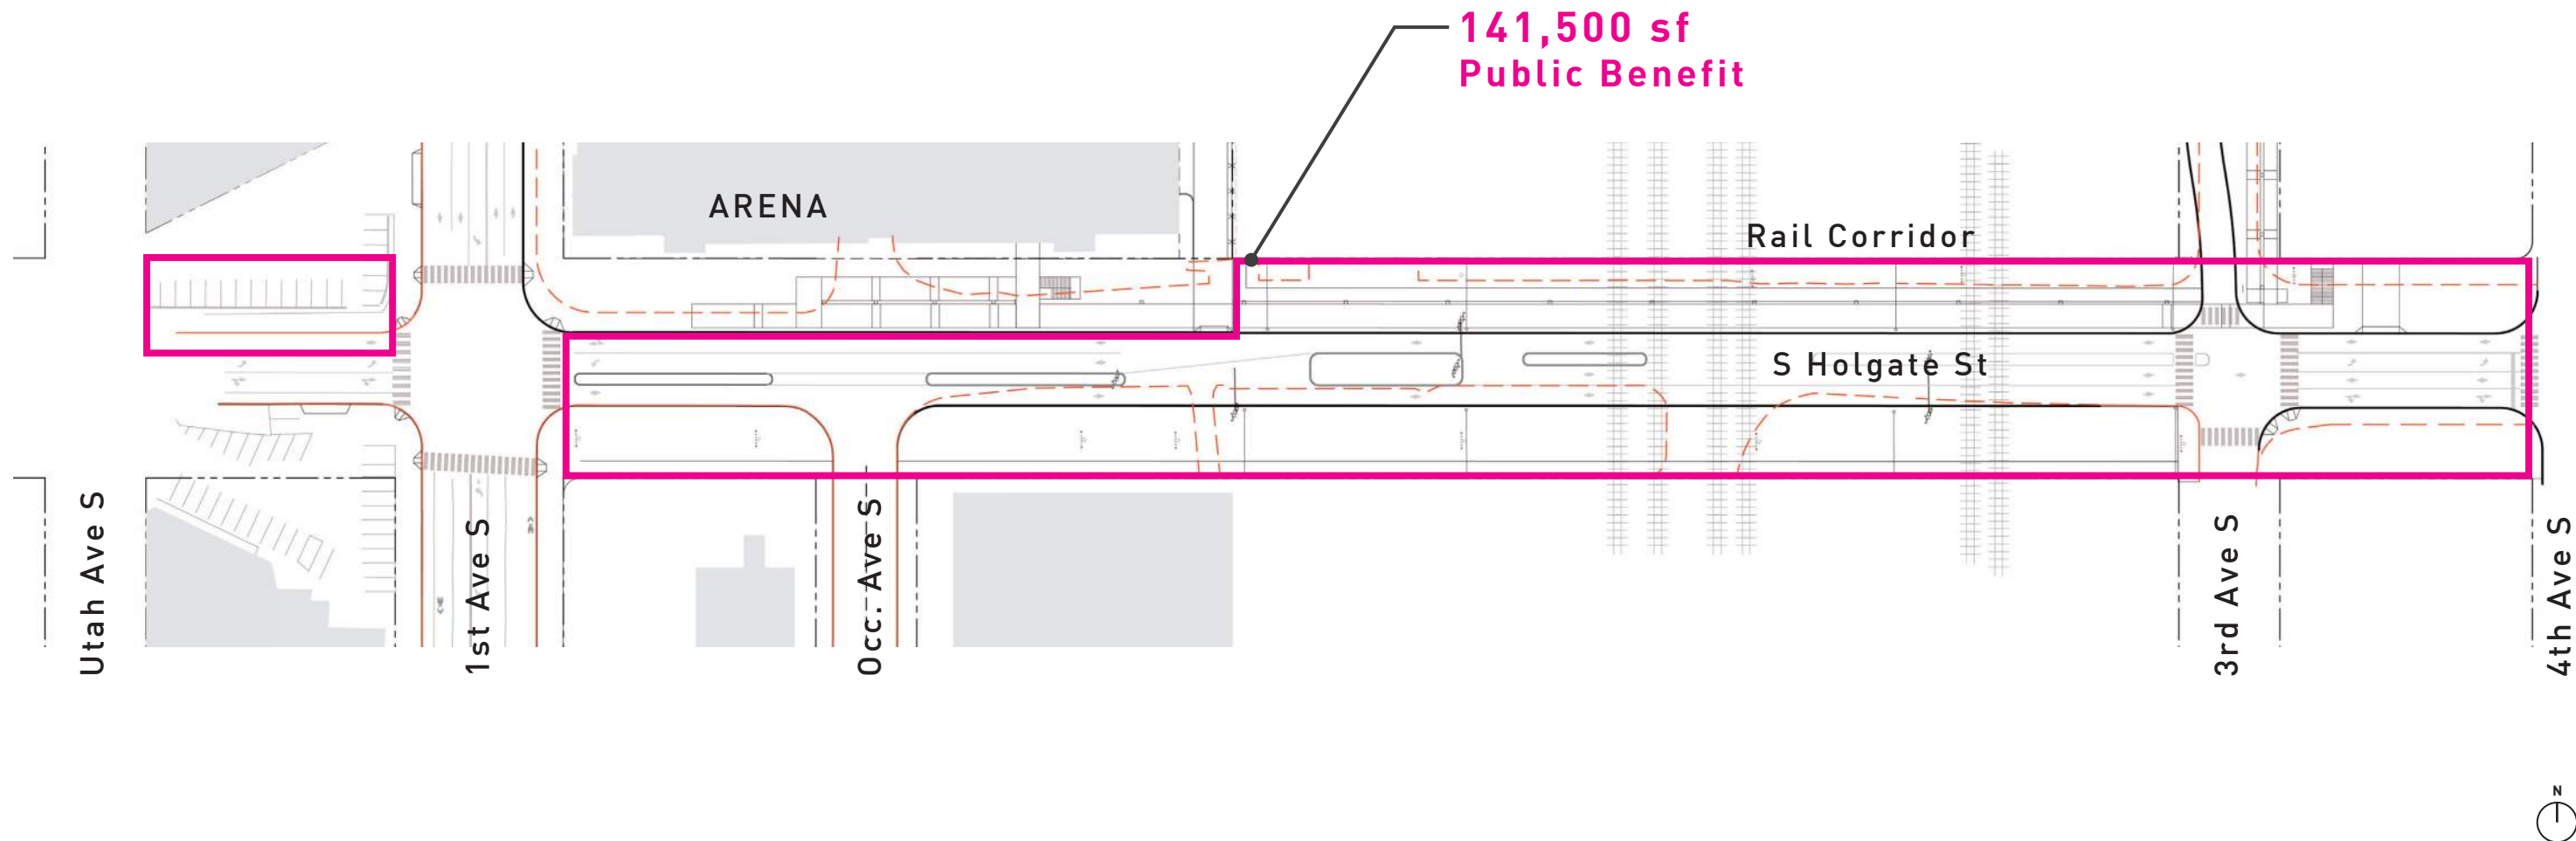 141,500 sf
Public Benefit
ARENA
Rail Corridor
S Holgate St
Utah Ave S
1st Ave S
Occ. Ave S
3rd Ave S
4th Ave S
N